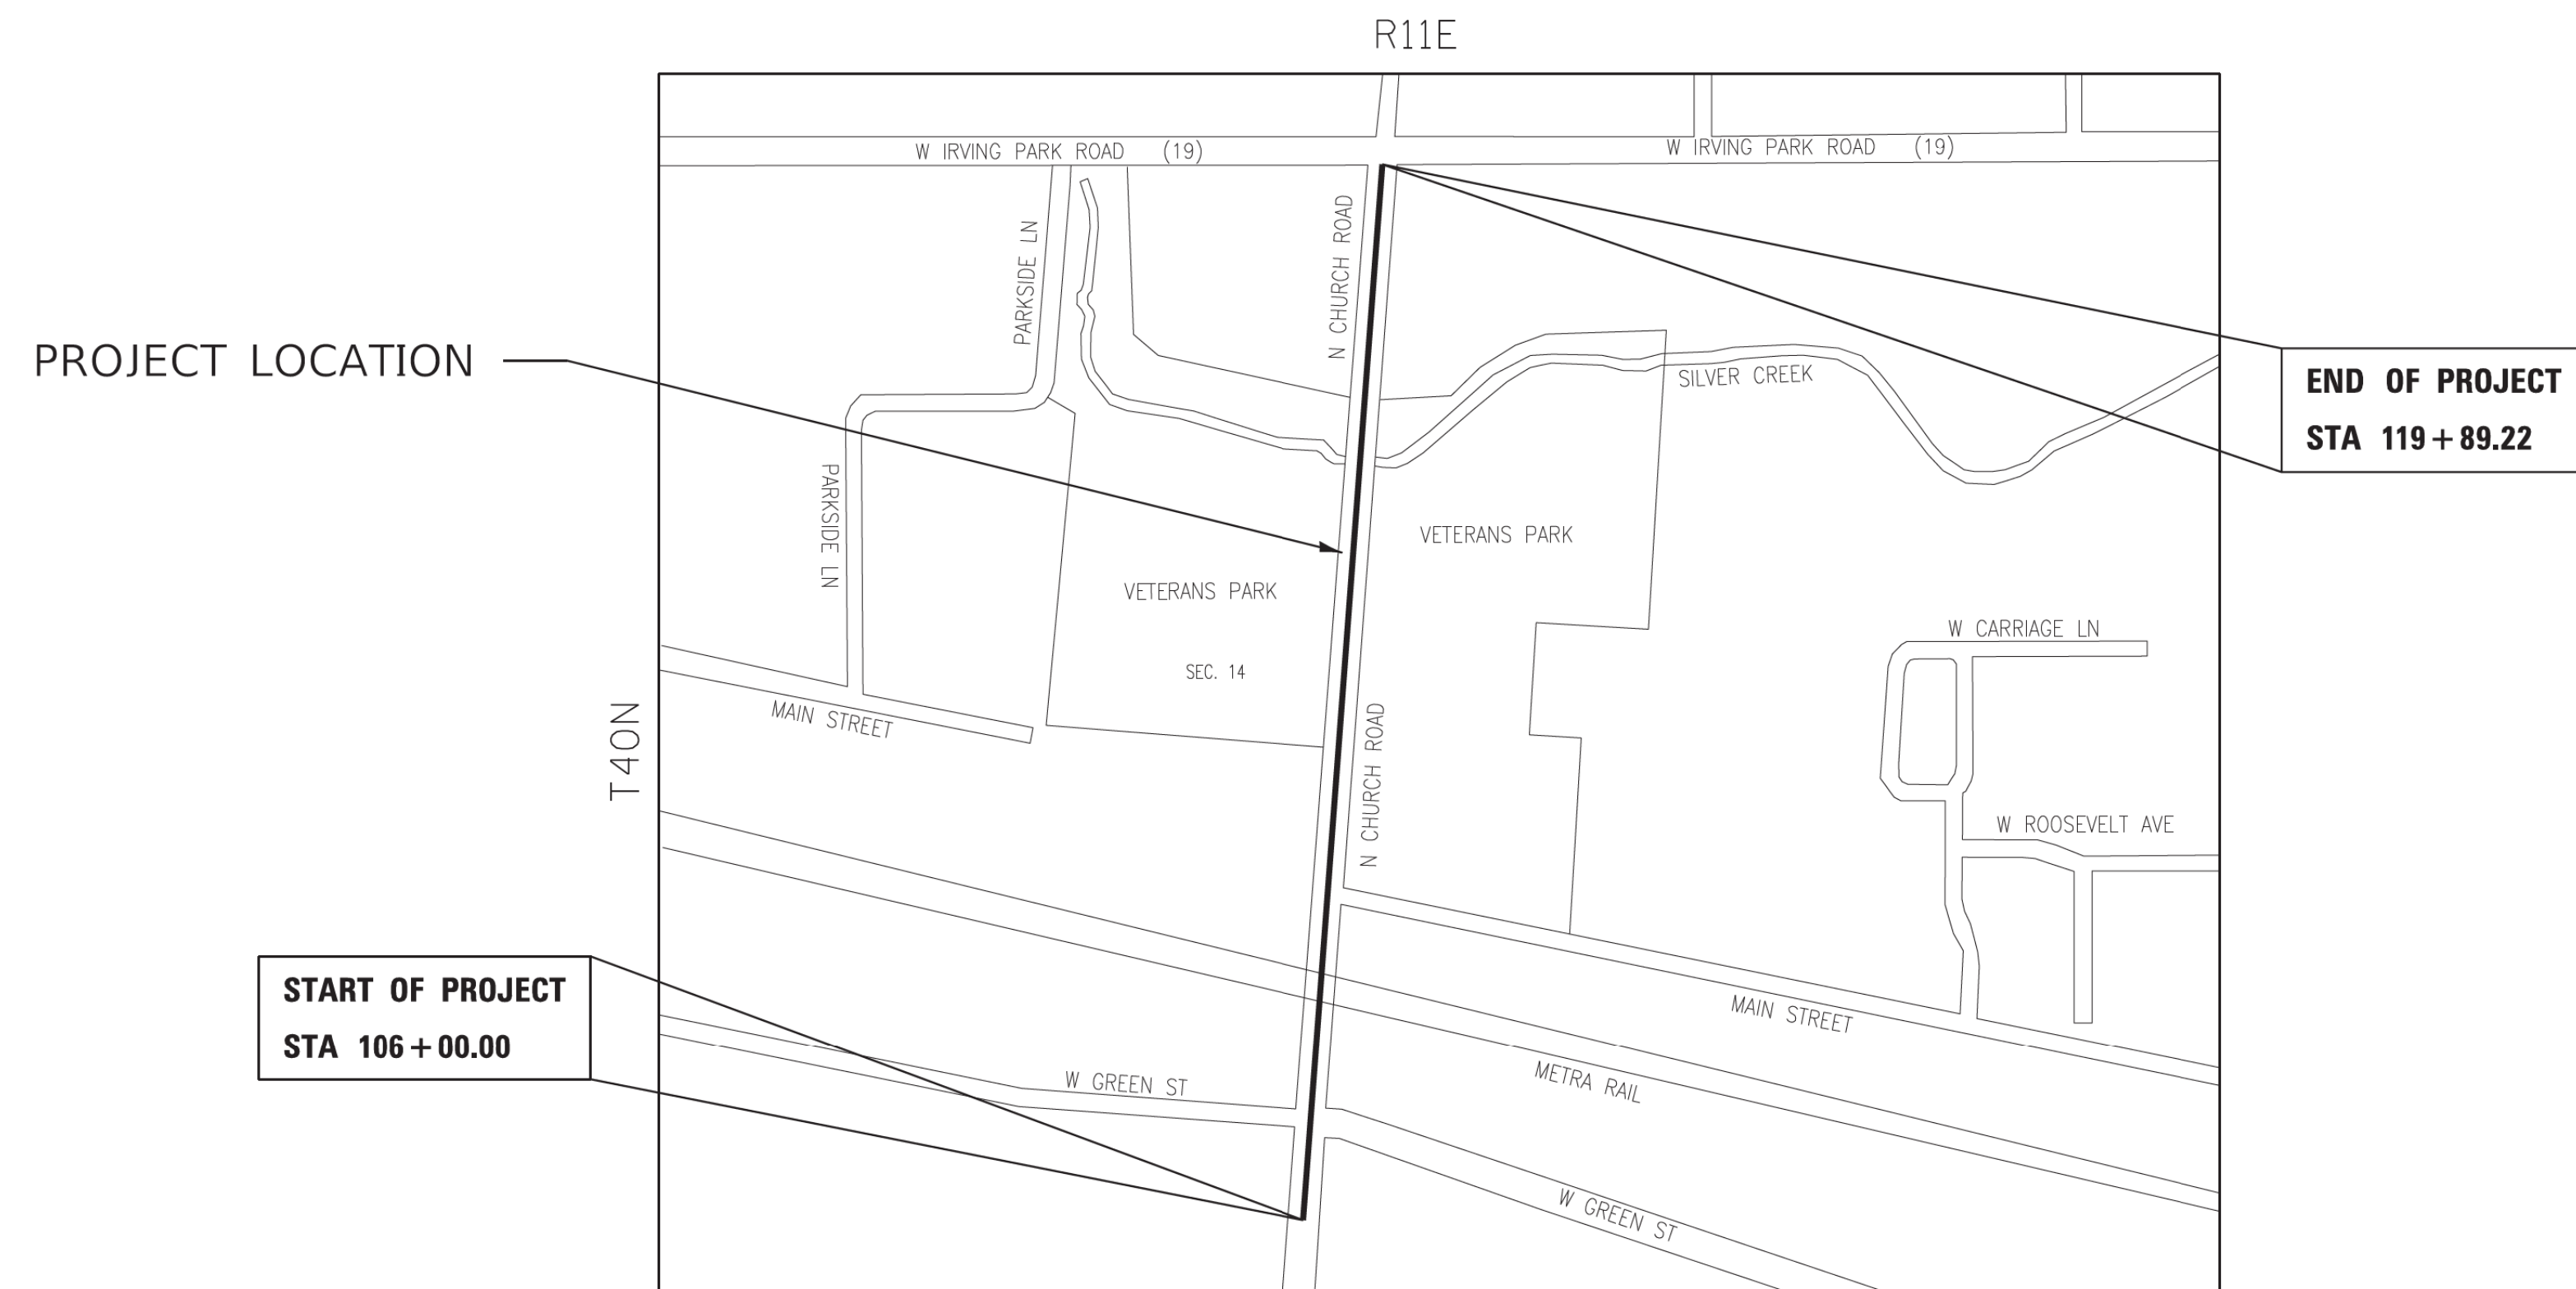 R11E
W IRVING PARK ROAD (19)
W IRVING PARK ROAD (19)
N CHURCH ROAD
PARKSIDE LN
PROJECT LOCATION
SILVER CREEK
END OF PROJECT
STA 119+89.22
PARKSIDE LN
VETERANS PARK
VETERANS PARK
W CARRIAGE LN
SEC. 14
MAIN STREET
T40N
N CHURCH ROAD
W ROOSEVELT AVE
START OF PROJECT
STA 106+00.00
MAIN STREET
W GREEN ST
METRA RAIL
W GREEN ST